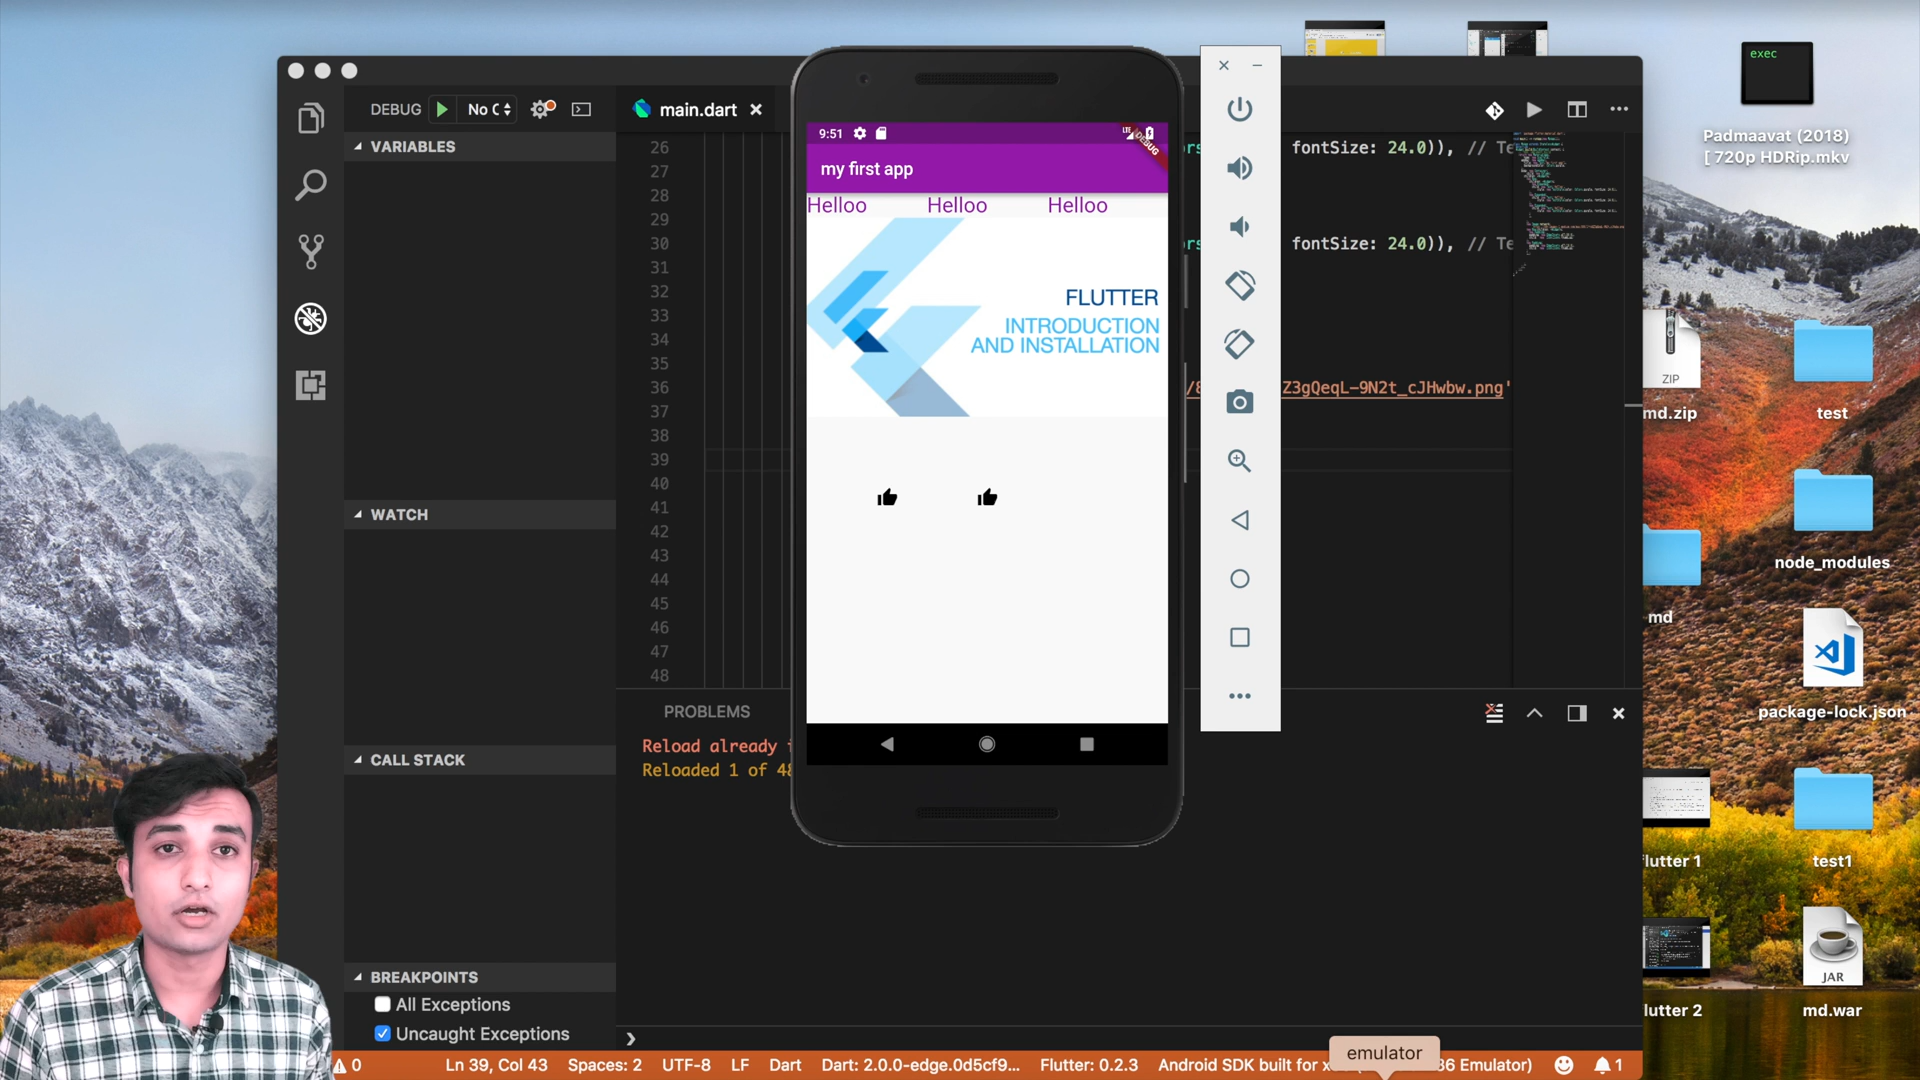 exec
Padmaavat (2018)
[ 720p HDRip.mkv
DEBUG
No C
main.dart
9:51
LTE
DEBUG
my first app
Helloo Helloo Helloo
FLUTTER
INTRODUCTION
AND INSTALLATION
VARIABLES
WATCH
CALL STACK
BREAKPOINTS
All Exceptions
Uncaught Exceptions
26
27
28
29
30
31
32
33
34
35
36
37
38
39
40
41
42
43
44
45
46
47
48
fontSize: 24.0)), // Te
fontSize: 24.0)), // Te
Z3gQeqL-9N2t_cJHwbw.png'
PROBLEMS
Reload already
Reloaded 1 of 48
ZIP
md.zip
test
md
node_modules
package-lock.json
lutter 1
test1
lutter 2
JAR
md.war
emulator
0
Ln 39, Col 43
Spaces: 2
UTF-8
LF
Dart
Dart: 2.0.0-edge.0d5cf9...
Flutter: 0.2.3
Android SDK built for x
86 Emulator)
1